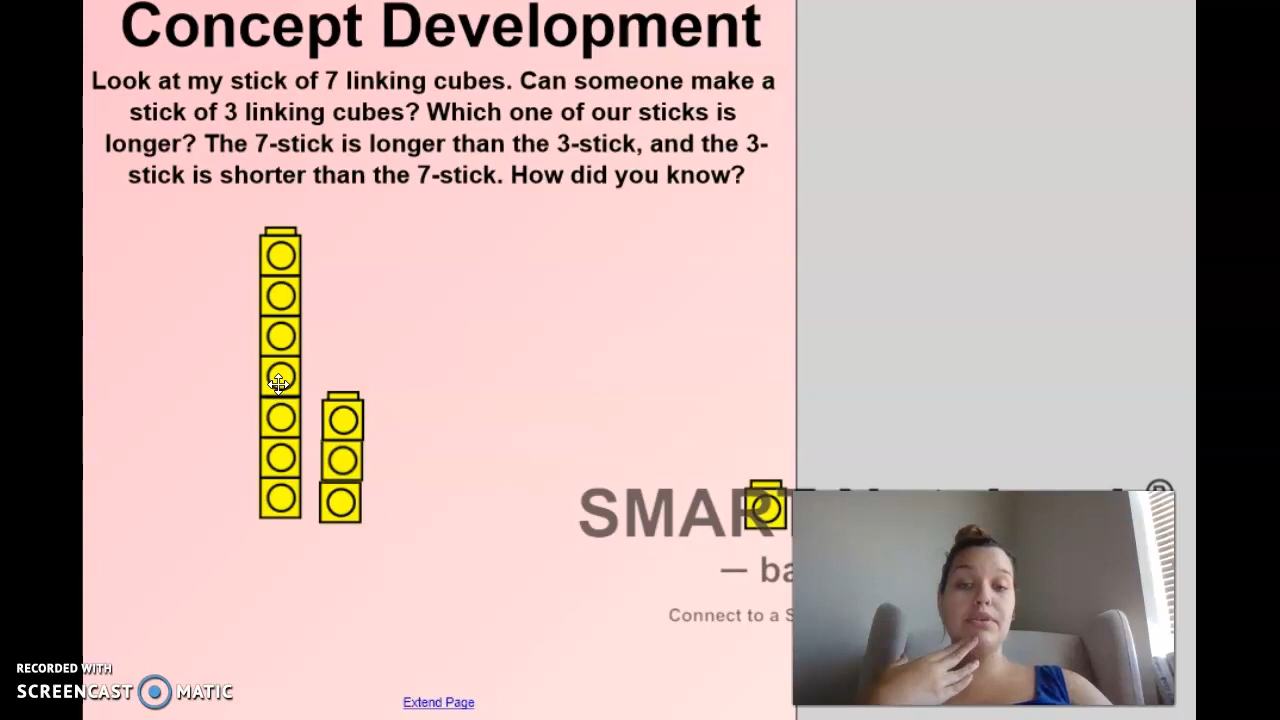 Concept Development
Look at my stick of 7 linking cubes. Can someone make a
stick of 3 linking cubes? Which one of our sticks is
longer? The 7-stick is longer than the 3-stick, and the 3-
stick is shorter than the 7-stick. How did you know?
SMART
®
— ba
Connect to a S
RECORDED WITH
SCREENCAST MATIC
Extend Page